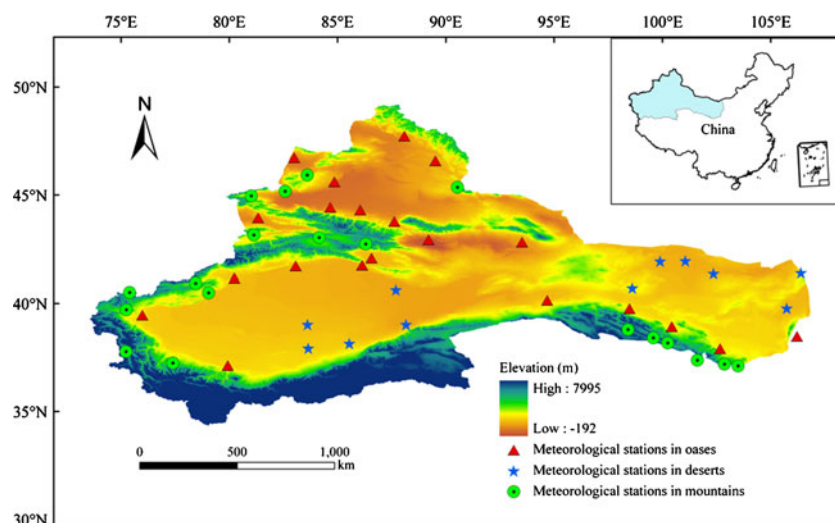 75°E 80°E 85°E 90°E 95°E 100°E 105°E
50°N
N
China
45°N
40°N
35°N
30°N
Elevation (m)
High : 7995
Low : -192
0 500 1,000
km
Meteorological stations in oases
Meteorological stations in deserts
Meteorological stations in mountains